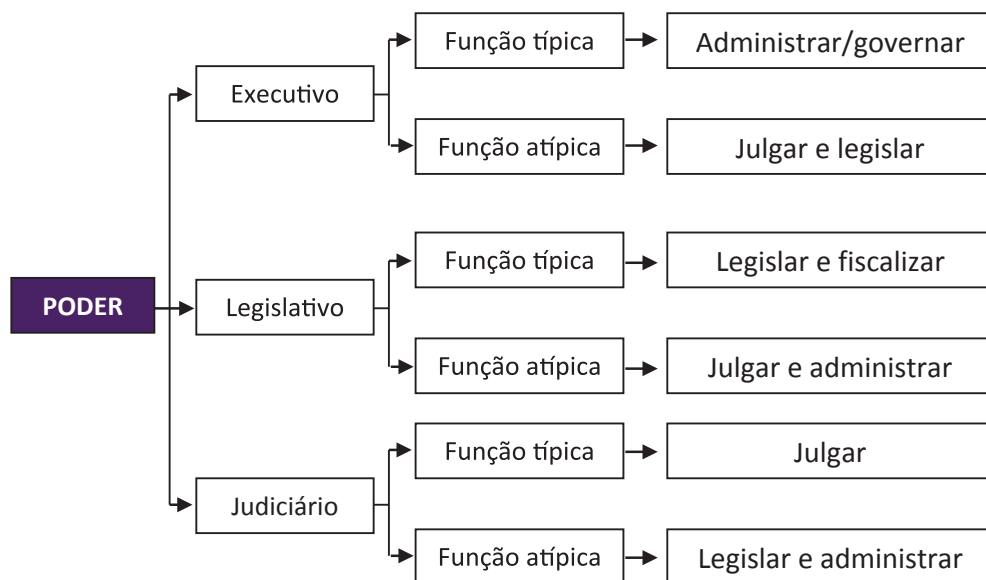 PODER
Executivo
Função típica
Administrar/governar
Função atípica
Julgar e legislar
Legislativo
Função típica
Legislar e fiscalizar
Função atípica
Julgar e administrar
Judiciário
Função típica
Julgar
Função atípica
Legislar e administrar